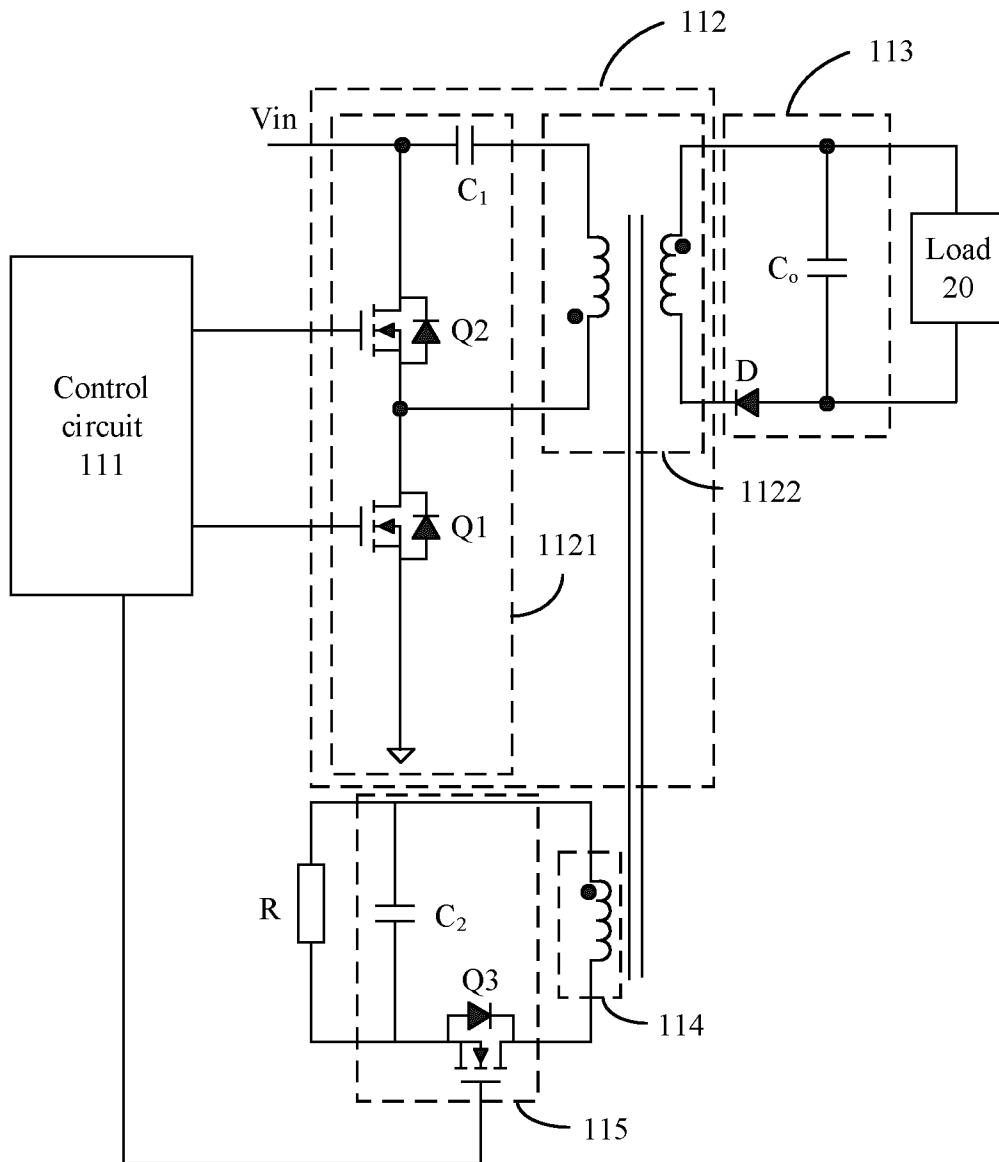 112
113
Vin
C₁
Load
20
Cₒ
Q2
D
Control
circuit
111
1122
Q1
1121
R
C₂
Q3
114
115